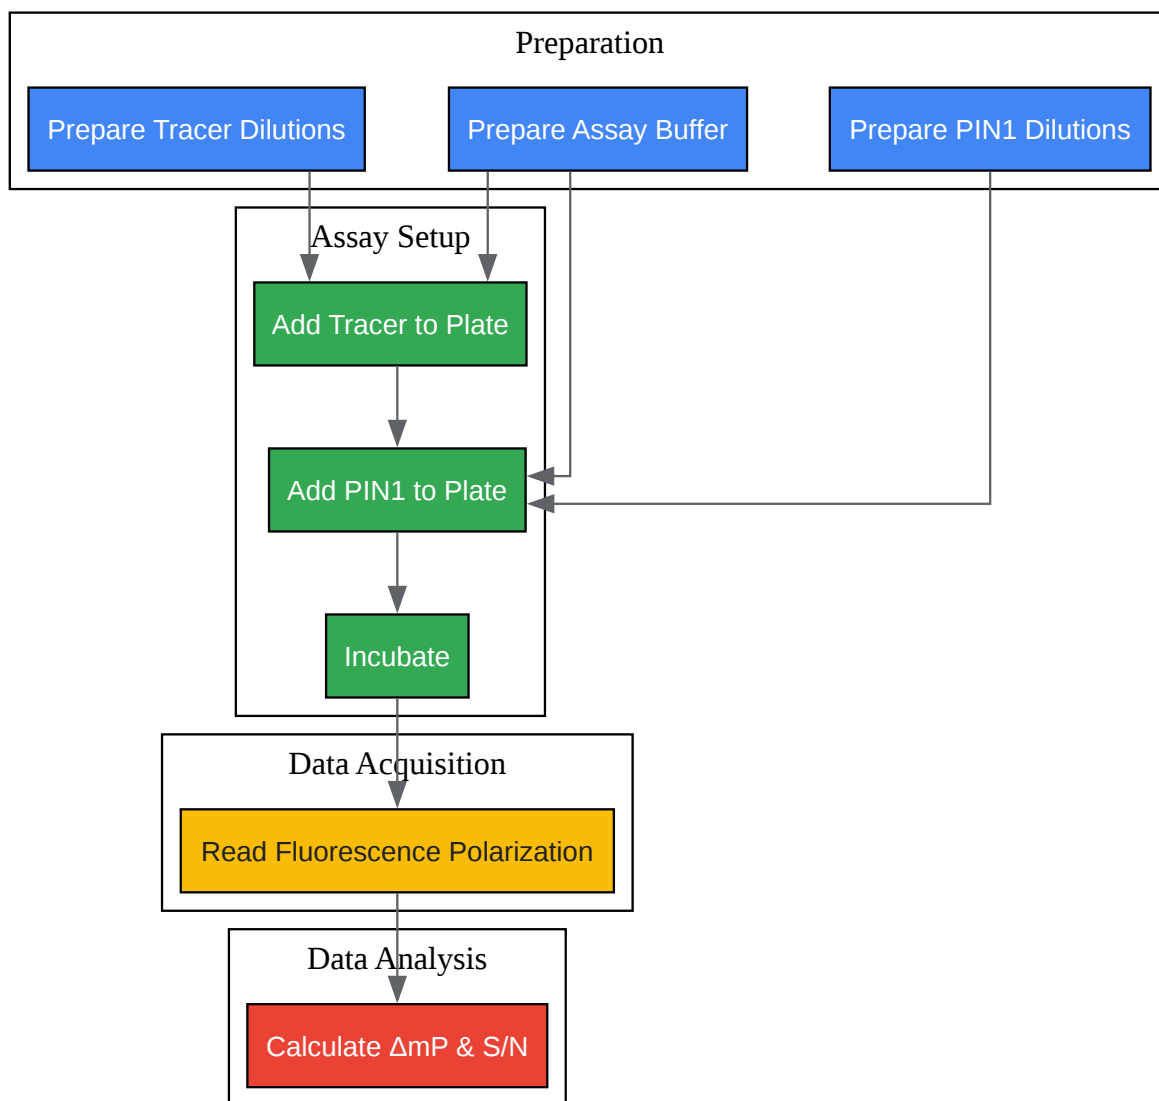 Preparation
Prepare Tracer Dilutions
Prepare Assay Buffer
Prepare PIN1 Dilutions
Assay Setup
Add Tracer to Plate
Add PIN1 to Plate
Incubate
Data Acquisition
Read Fluorescence Polarization
Data Analysis
Calculate ΔmP & S/N